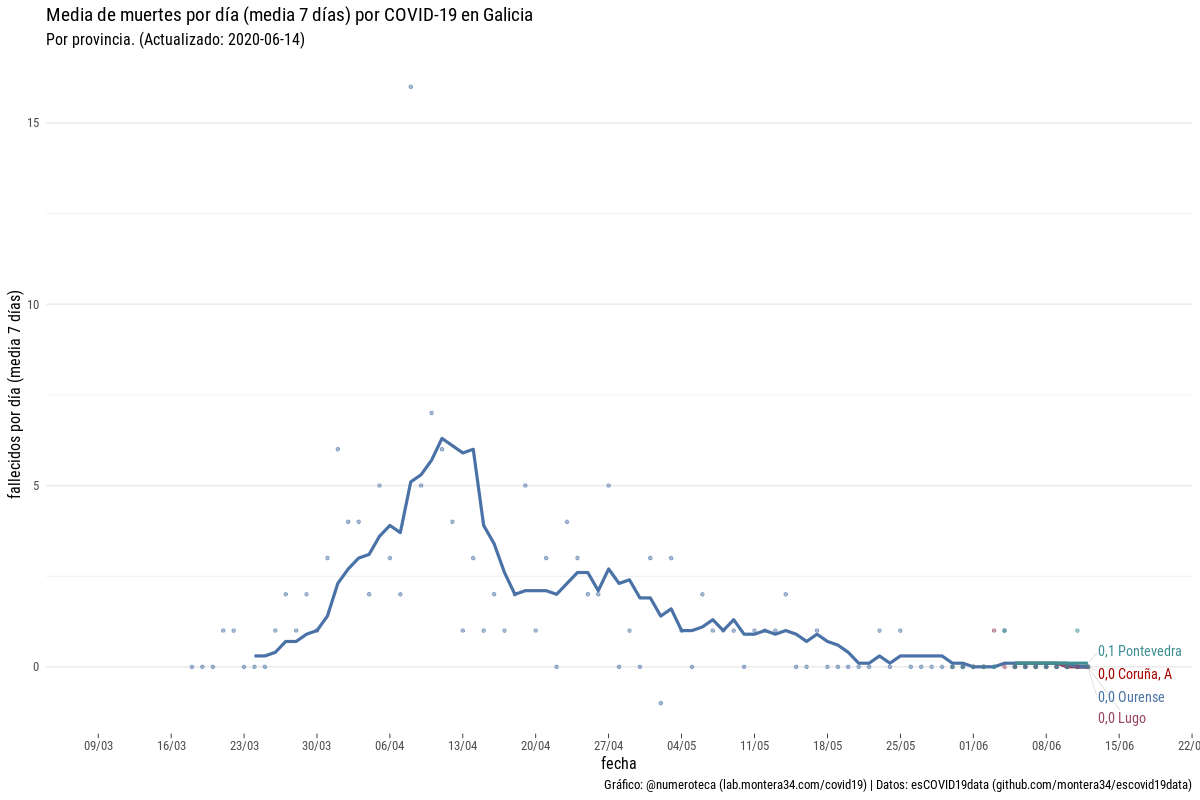 Media de muertes por día (media 7 días) por COVID-19 en Galicia
Por provincia. (Actualizado: 2020-06-14)
fallecidos por día (media 7 días)
15
10
5
0
0,1 Pontevedra
0,0 Coruña, A
0,0 Ourense
0,0 Lugo
09/03 16/03 23/03 30/03 06/04 13/04 20/04 27/04 04/05 11/05 18/05 25/05 01/06 08/06 15/06 22/0
fecha
Gráfico: @numeroteca (lab.montera34.com/covid19) | Datos: esCOVID19data (github.com/montera34/escovid19data)